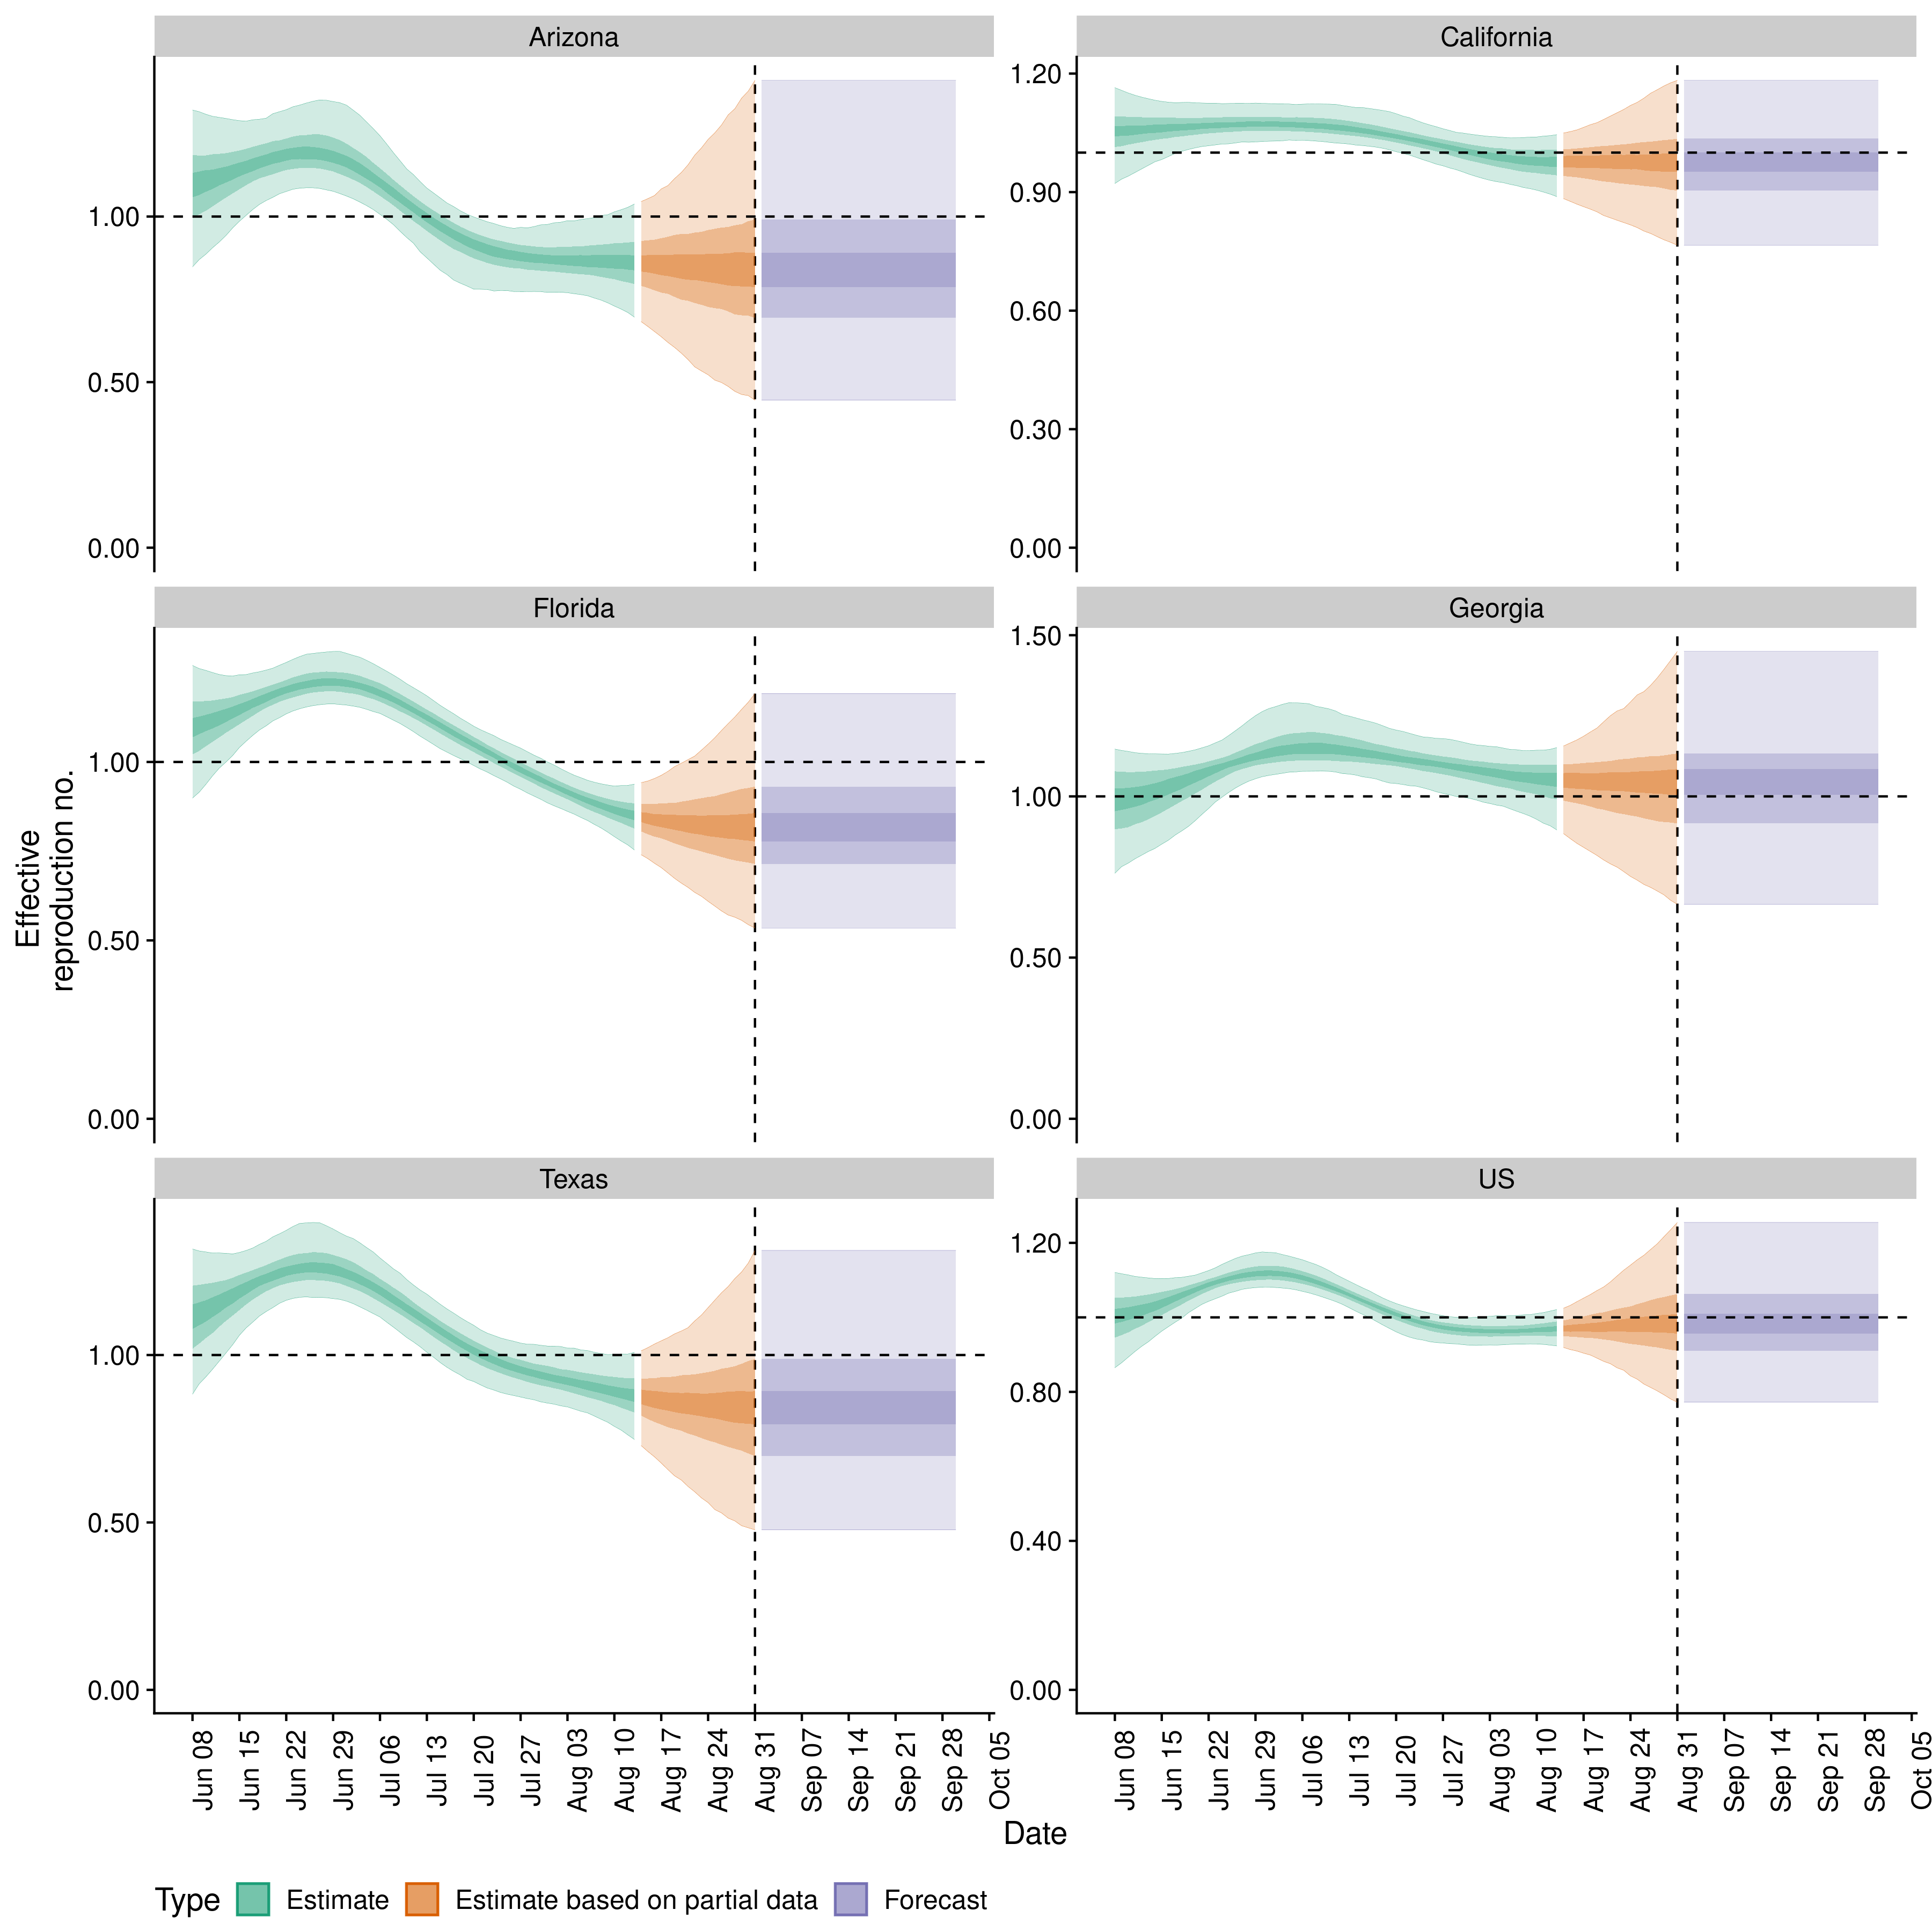 Arizona
California
1.00
0.50
0.00
1.20
0.90
0.60
0.30
0.00
Florida
Georgia
1.00
0.50
0.00
1.50
1.00
0.50
0.00
Texas
US
1.00
0.50
0.00
1.20
0.80
0.40
0.00
Effective
reproduction no.
Jun 08
Jun 15
Jun 22
Jun 29
Jul 06
Jul 13
Jul 20
Jul 27
Aug 03
Aug 10
Aug 17
Aug 24
Aug 31
Sep 07
Sep 14
Sep 21
Sep 28
Oct 05
Jun 08
Jun 15
Jun 22
Jun 29
Jul 06
Jul 13
Jul 20
Jul 27
Aug 03
Aug 10
Aug 17
Aug 24
Aug 31
Sep 07
Sep 14
Sep 21
Sep 28
Oct 05
Date
Type
Estimate
Estimate based on partial data
Forecast